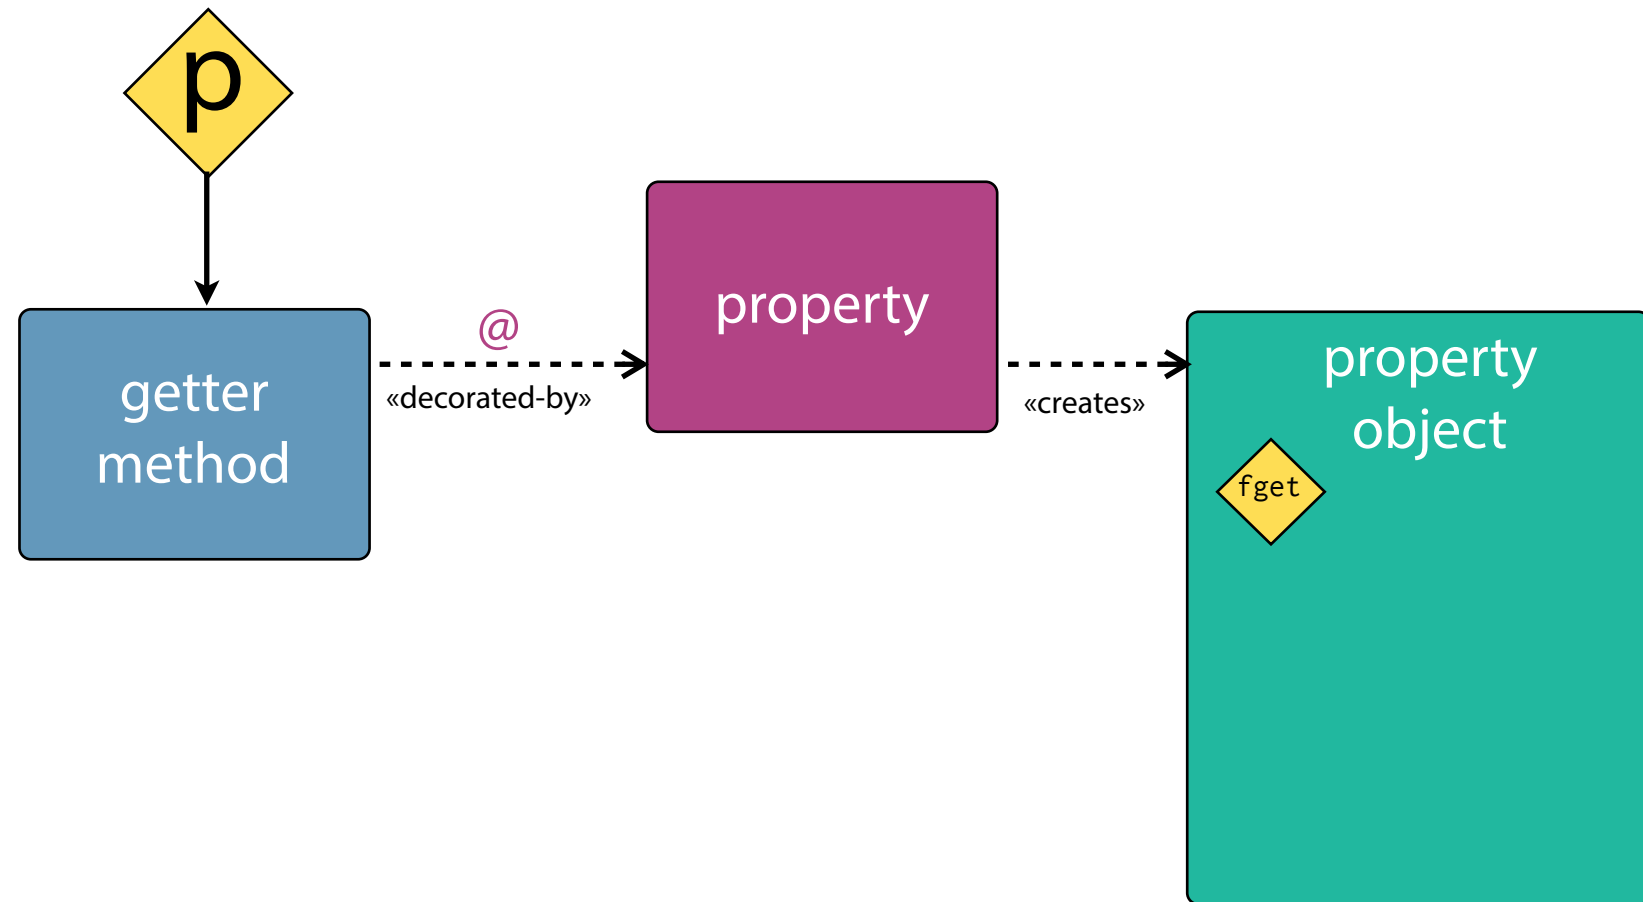 p
getter
method
@
«decorated-by»
property
«creates»
property
object
fget